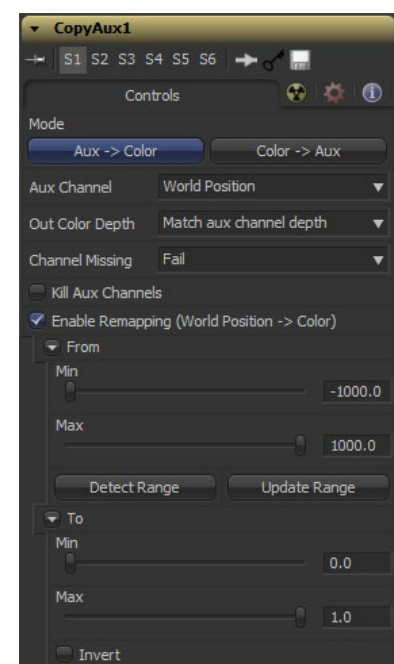 CopyAux1
S1 S2 S3 S4 S5 S6
Controls
Mode
Aux -> Color Color -> Aux
Aux Channel World Position
Out Color Depth Match aux channel depth
Channel Missing Fail
Kill Aux Channels
Enable Remapping (World Position -> Color)
From
Min
-1000.0
Max
1000.0
Detect Range Update Range
To
Min
0.0
Max
1.0
Invert